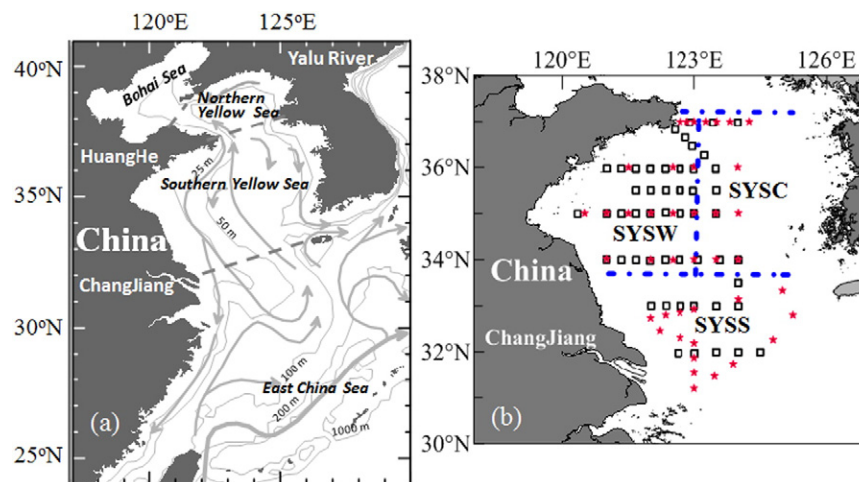 120°E
125°E
40°N
35°N
30°N
25°N
Yalu River
Bohai Sea
Northern
Yellow Sea
HuangHe
25 m
Southern Yellow Sea
50 m
China
ChangJiang
100 m
East China Sea
200 m
1000 m
(a)
120°E
123°E
126°E
38°N
36°N
34°N
32°N
30°N
SYSC
SYSW
China
SYSS
ChangJiang
(b)